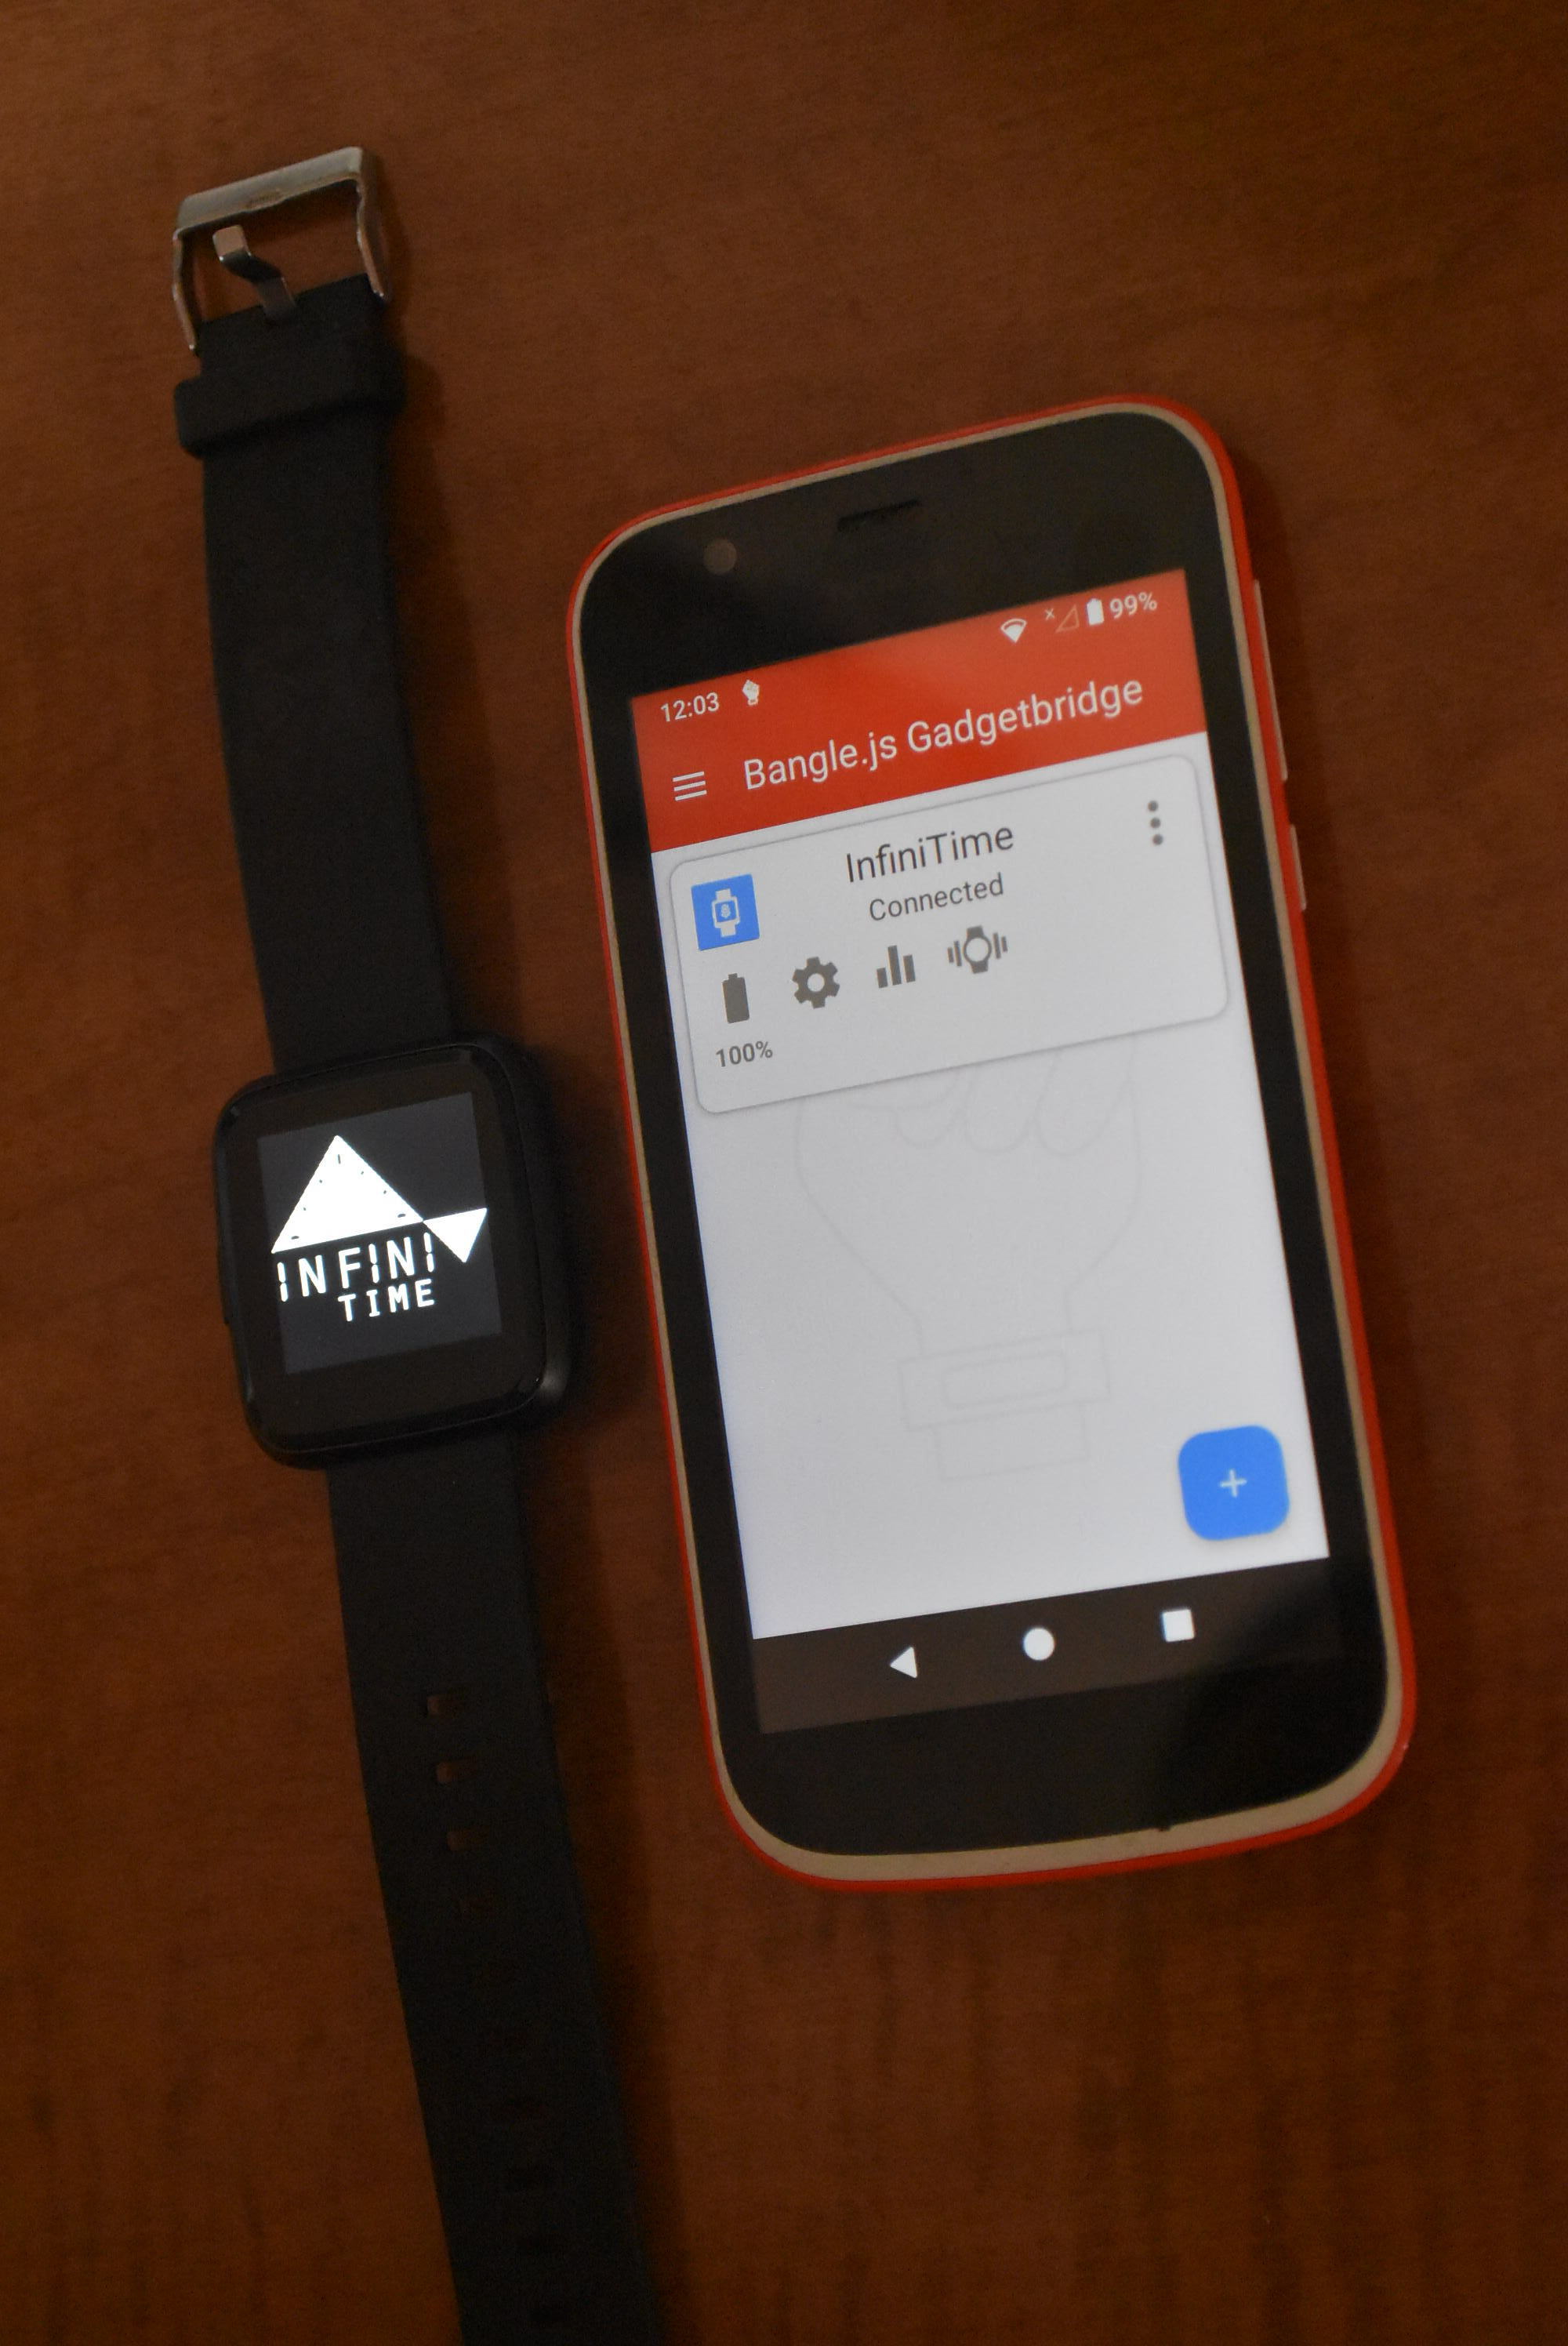 12:03
99%
Bangle.js Gadgetbridge
InfiniTime
Connected
100%
INFINI
TIME